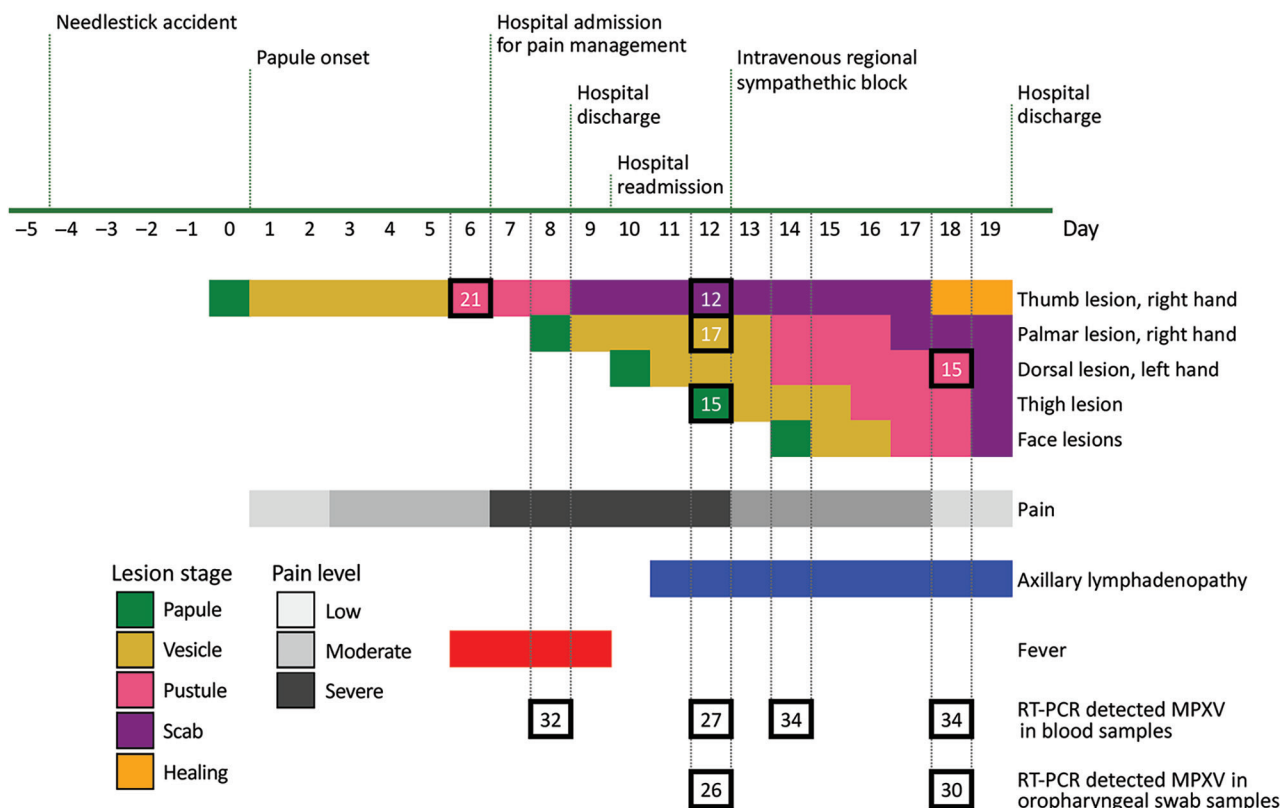 Needlestick accident
Papule onset
Hospital admission
for pain management
Hospital
discharge
Hospital
readmission
Intravenous regional
sympathethic block
Hospital
discharge
–5 –4 –3 –2 –1 0 1 2 3 4 5 6 7 8 9 10 11 12 13 14 15 16 17 18 19 Day
21 12 Thumb lesion, right hand
17 Palmar lesion, right hand
15 Dorsal lesion, left hand
15 Thigh lesion
Face lesions
Pain
Axillary lymphadenopathy
Fever
Lesion stage
Papule
Vesicle
Pustule
Scab
Healing
Pain level
Low
Moderate
Severe
32 27 34 34 RT-PCR detected MPXV
in blood samples
26 30 RT-PCR detected MPXV in
oropharyngeal swab samples